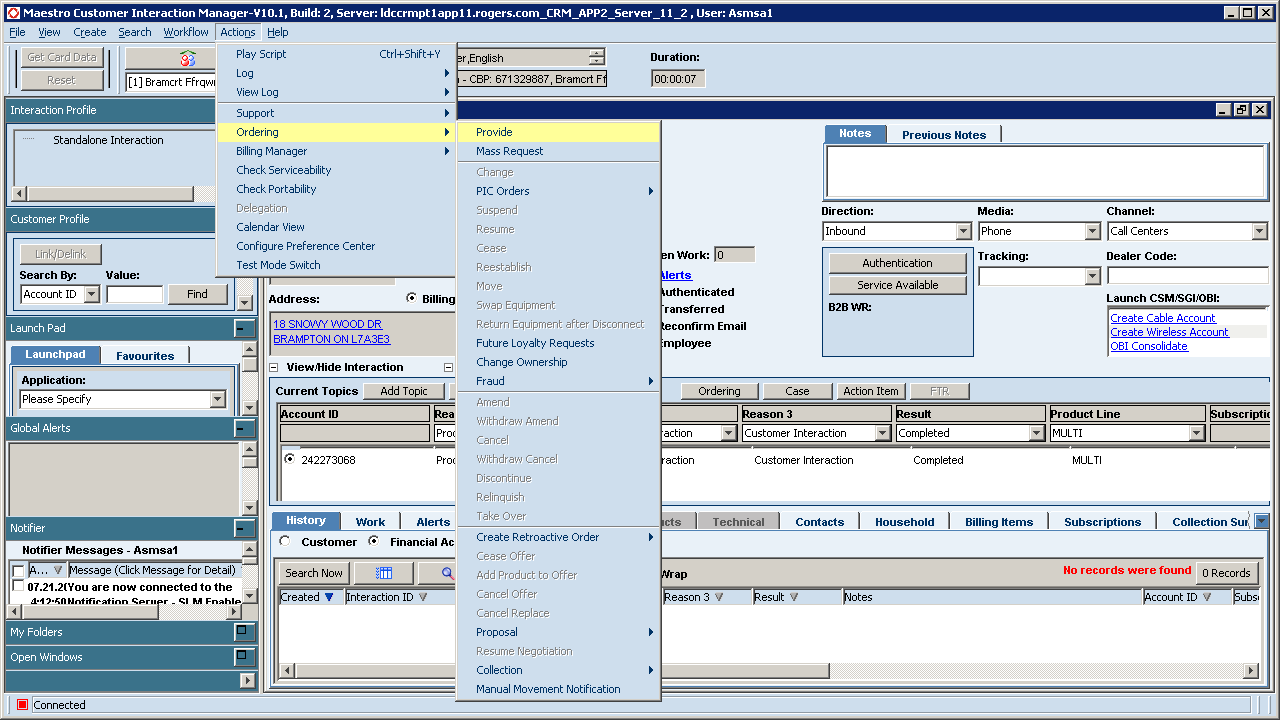 Maestro Customer Interaction Manager-V10.1, Build: 2, Server: ldccrmpt1app11.rogers.com_CRM_APP2_Server_11_2 , User: Asmsa1
File View Create Search Workflow Actions Help
Get Card Data
Reset
[1] Bramcrt Ffrqwr
er,English
- CBP: 671329887, Bramcrt Ff
Duration:
00:00:07
Play Script Ctrl+Shift+Y
Log
View Log
Support
Ordering
Billing Manager
Check Serviceability
Check Portability
Delegation
Calendar View
Configure Preference Center
Test Mode Switch
Provide
Mass Request
Change
PIC Orders
Suspend
Resume
Cease
Reestablish
Move
Swap Equipment
Return Equipment after Disconnect
Future Loyalty Requests
Change Ownership
Fraud
Amend
Withdraw Amend
Cancel
Withdraw Cancel
Discontinue
Relinquish
Take Over
Create Retroactive Order
Cease Offer
Add Product to Offer
Cancel Offer
Cancel Replace
Proposal
Resume Negotiation
Collection
Manual Movement Notification
Interaction Profile
Standalone Interaction
Customer Profile
Link/Delink
Search By: Value:
Account ID Find
Launch Pad
Launchpad Favourites
Application:
Please Specify
Global Alerts
Notifier
Notifier Messages - Asmsa1
A... Message (Click Message for Detail)
07.21.2(You are now connected to the
4:12:50Notification Server - SLM Enable
My Folders
Open Windows
Connected
Notes Previous Notes
Direction: Media: Channel:
Inbound Phone Call Centers
en Work: 0
Authentication
Service Available
B2B WR:
Tracking: Dealer Code:
Launch CSM/SGI/OBI:
Create Cable Account
Create Wireless Account
OBI Consolidate
Address: Billing
18 SNOWY WOOD DR
BRAMPTON ON L7A3E3
Alerts
Authenticated
Transferred
Reconfirm Email
Employee
View/Hide Interaction
Current Topics Add Topic Ordering Case Action Item FTR
Account ID Rea Reason 3 Result Product Line Subscriptio
Proc raction Customer Interaction Completed MULTI
242273068 Proc raction Customer Interaction Completed MULTI
History Work Alerts cts Technical Contacts Household Billing Items Subscriptions Collection Sur
Customer Financial Ac
Search Now Wrap No records were found 0 Records
Created Interaction ID Reason 3 Result Notes Account ID Subs